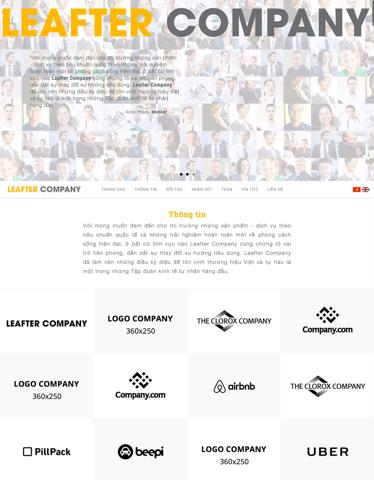 LEAFTER COMPANY
"Với mong muốn đem đến cho thị trường những sản phẩm
- dịch vụ theo tiêu chuẩn quốc tế và những trải nghiệm
hoàn toàn mới về phong cách sống hiện đại, ở bất cứ lĩnh
vực nào Leafter Company cũng chứng tỏ vai trò tiên phong,
dẫn dắt sự thay đổi xu hướng tiêu dùng. Leafter Company
đã làm nên những điều kỳ diệu để tôn vinh thương hiệu Việt
và tự hào là một trong những Tập đoàn kinh tế tư nhân
hàng đầu."
Andy Pham, Member
LEAFTER COMPANY TRANG CHỦ THÔNG TIN ĐỐI TÁC NHẬN XÉT TEAM TIN TỨC LIÊN HỆ
Thông tin
Với mong muốn đem đến cho thị trường những sản phẩm - dịch vụ theo
tiêu chuẩn quốc tế và những trải nghiệm hoàn toàn mới về phong cách
sống hiện đại, ở bất cứ lĩnh vực nào Leafter Company cũng chứng tỏ vai
trò tiên phong, dẫn dắt sự thay đổi xu hướng tiêu dùng. Leafter Company
đã làm nên những điều kỳ diệu để tôn vinh thương hiệu Việt và tự hào là
một trong những Tập đoàn kinh tế tư nhân hàng đầu.
LEAFTER COMPANY
LOGO COMPANY
360x250
THE CLOROX COMPANY
Company.com
LOGO COMPANY
360x250
Company.com
airbnb
THE CLOROX COMPANY
PillPack
beepi
LOGO COMPANY
360x250
UBER